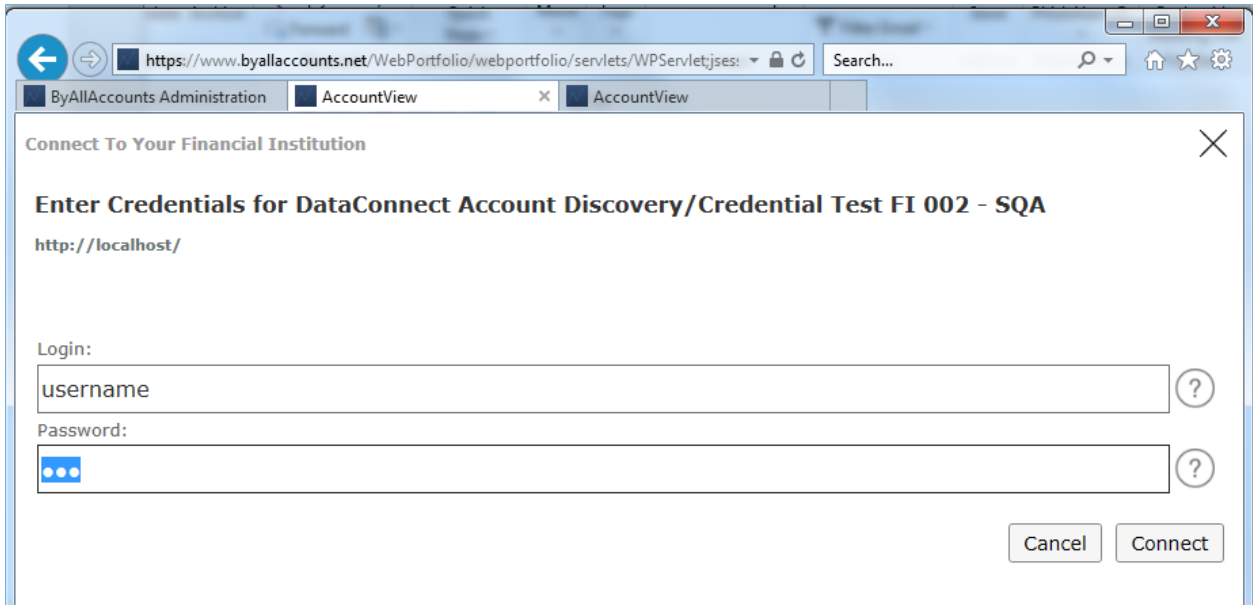 https://www.byallaccounts.net/WebPortfolio/webportfolio/servlets/WPServlet;jses:
Search...
ByAllAccounts Administration
AccountView
AccountView
Connect To Your Financial Institution
Enter Credentials for DataConnect Account Discovery/Credential Test FI 002 - SQA
http://localhost/
Login:
username
?
Password:
●●●
?
Cancel
Connect